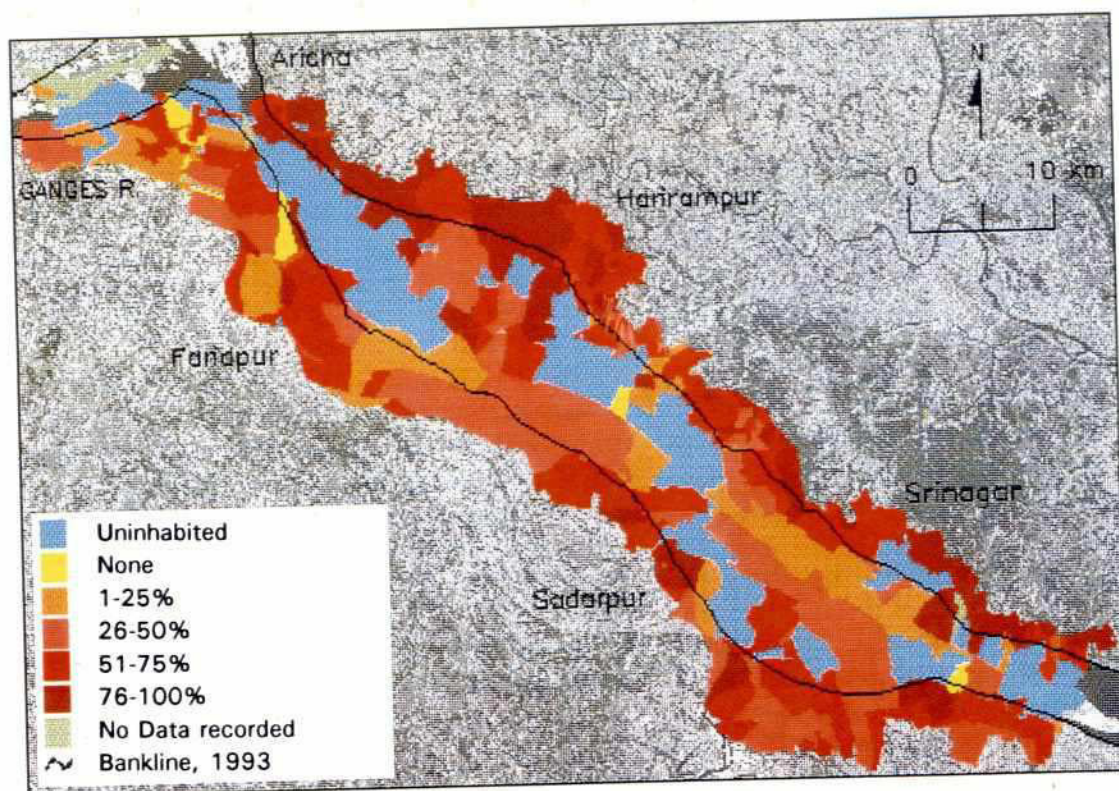 Aricha
N
0 10 km
GANGES R.
Harirampur
Faridpur
Srinagar
Sadarpur
Uninhabited
None
1-25%
26-50%
51-75%
76-100%
No Data recorded
Bankline, 1993